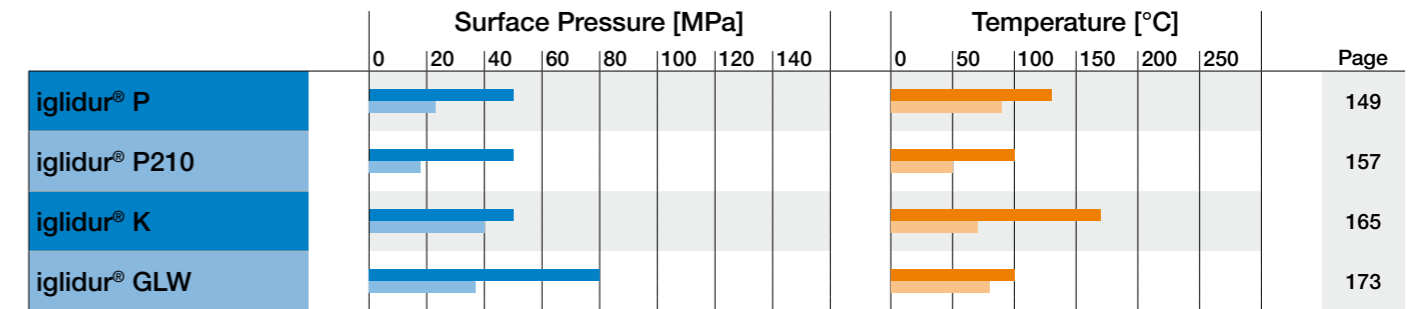 Surface Pressure [MPa] Temperature [°C]
0 20 40 60 80 100 120 140 0 50 100 150 200 250 Page
iglidur® P 149
iglidur® P210 157
iglidur® K 165
iglidur® GLW 173